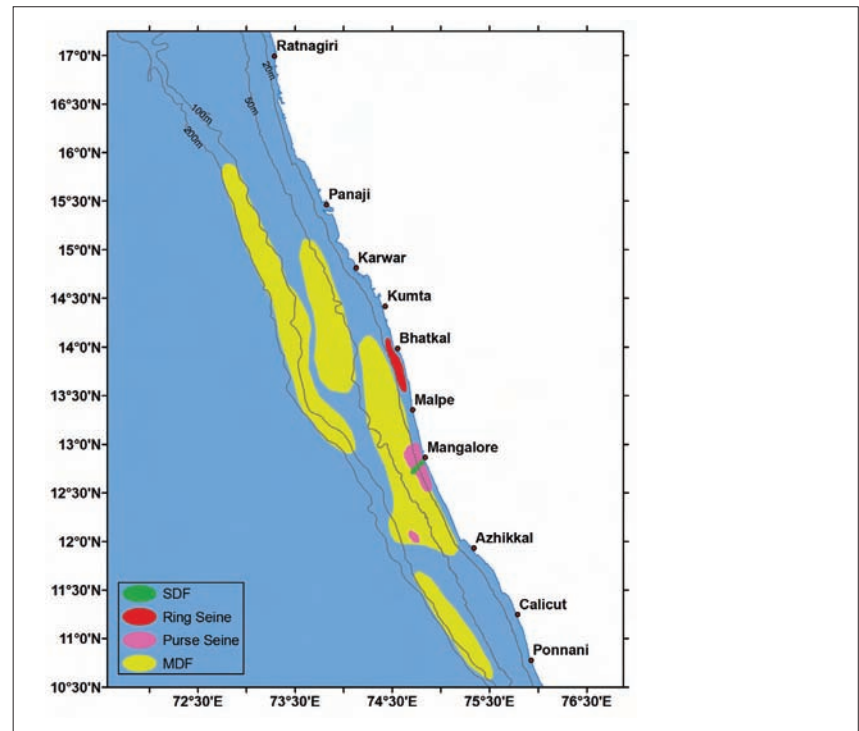 17°0'N
16°30'N
16°0'N
15°30'N
15°0'N
14°30'N
14°0'N
13°30'N
13°0'N
12°30'N
12°0'N
11°30'N
11°0'N
10°30'N
Ratnagiri
20m
50m
100m
200m
Panaji
Karwar
Kumta
Bhatkal
Malpe
Mangalore
Azhikkal
Calicut
Ponnani
SDF
Ring Seine
Purse Seine
MDF
72°30'E 73°30'E 74°30'E 75°30'E 76°30'E